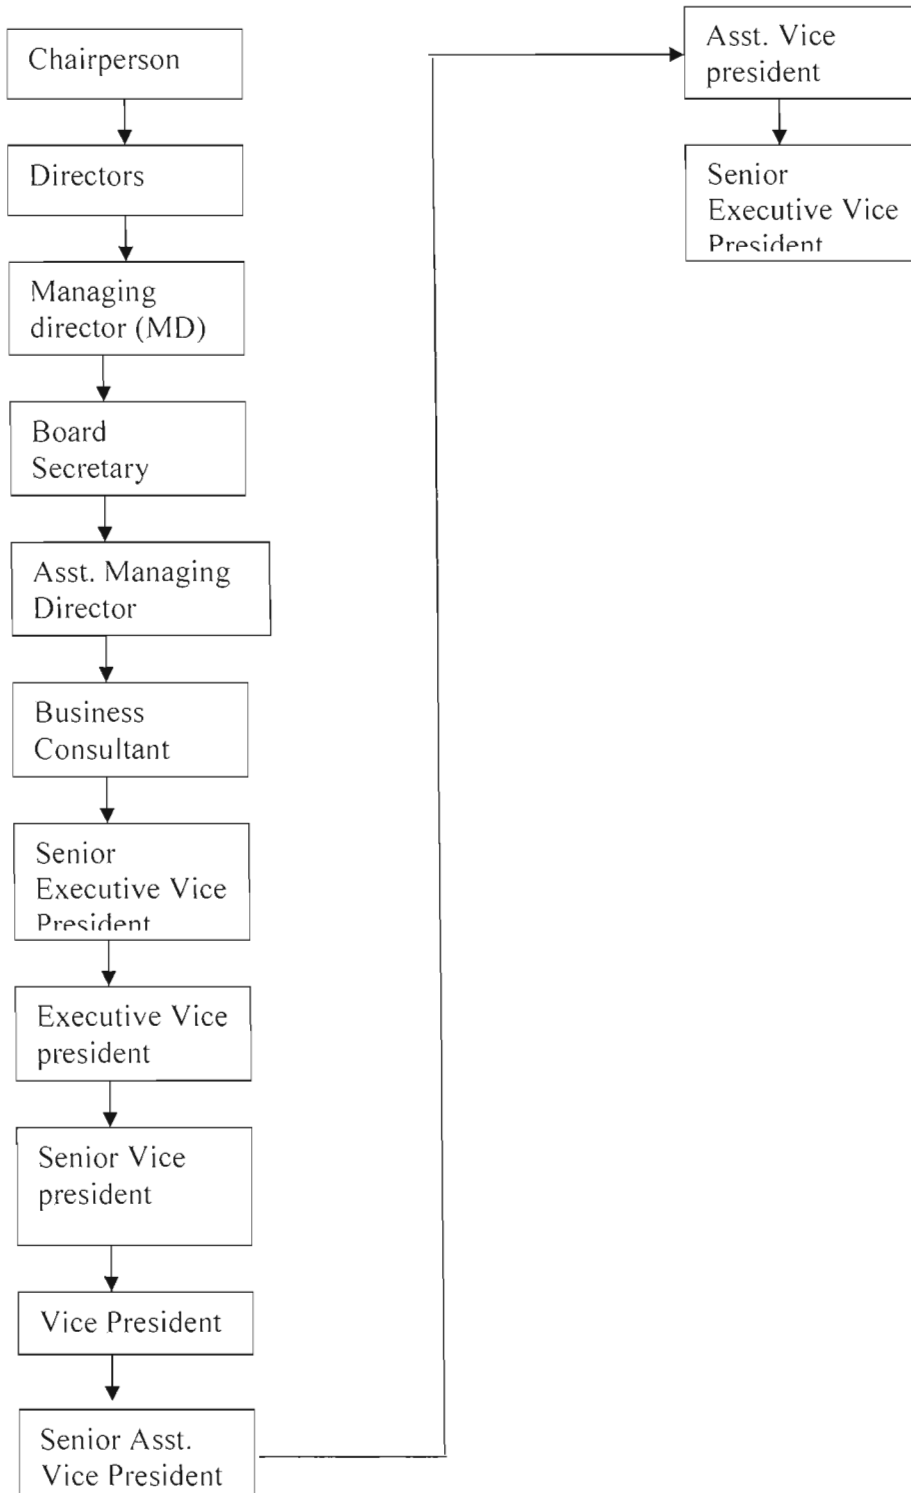 Chairperson
Directors
Managing
director (MD)
Board
Secretary
Asst. Managing
Director
Business
Consultant
Senior
Executive Vice
President
Executive Vice
president
Senior Vice
president
Vice President
Senior Asst.
Vice President
Asst. Vice
president
Senior
Executive Vice
President